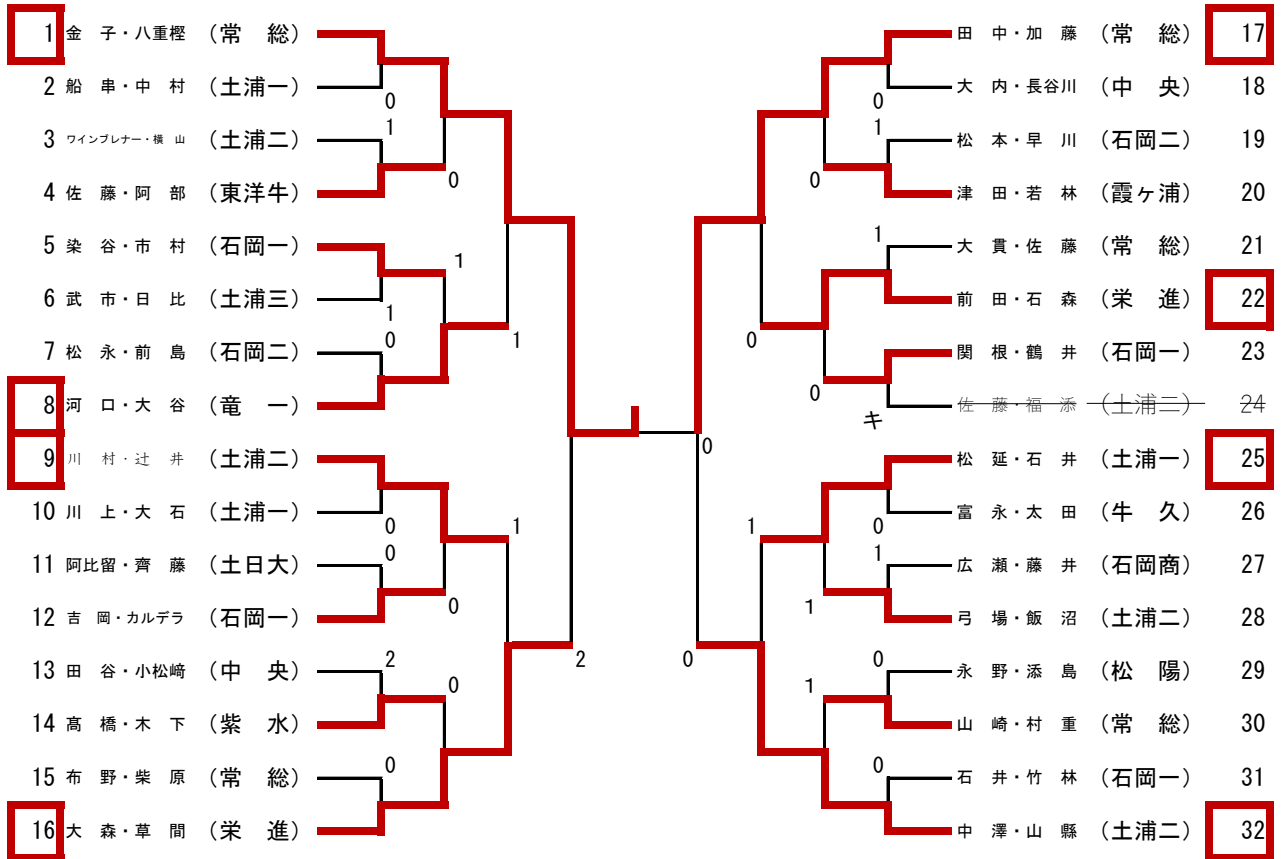 1 金 子・八重樫 （常 総）
2 船 串・中 村 （土浦一）
0
1
3 ワインブレナー・横 山 （土浦二）
0
4 佐 藤・阿 部 （東洋牛）
5 染 谷・市 村 （石岡一）
1
6 武 市・日 比 （土浦三）
1
0
7 松 永・前 島 （石岡二）
1
8 河 口・大 谷 （竜 一）
9 川 村・辻 井 （土浦二）
10 川 上・大 石 （土浦一）
0
1
0
11 阿比留・齊 藤 （土日大）
0
12 吉 岡・カルデラ （石岡一）
13 田 谷・小松﨑 （中 央）
2
0
2
14 髙 橋・木 下 （紫 水）
0
15 布 野・柴 原 （常 総）
16 大 森・草 間 （栄 進）
田 中・加 藤 （常 総） 17
大 内・長谷川 （中 央） 18
0
1
松 本・早 川 （石岡二） 19
0
津 田・若 林 （霞ヶ浦） 20
1
大 貫・佐 藤 （常 総） 21
前 田・石 森 （栄 進） 22
0
関 根・鶴 井 （石岡一） 23
0
キ
佐 藤・福 添 （土浦三） 24
0
松 延・石 井 （土浦一） 25
富 永・太 田 （牛 久） 26
1
0
1
広 瀬・藤 井 （石岡商） 27
1
弓 場・飯 沼 （土浦二） 28
0
0
永 野・添 島 （松 陽） 29
1
山 崎・村 重 （常 総） 30
0
石 井・竹 林 （石岡一） 31
中 澤・山 縣 （土浦二） 32